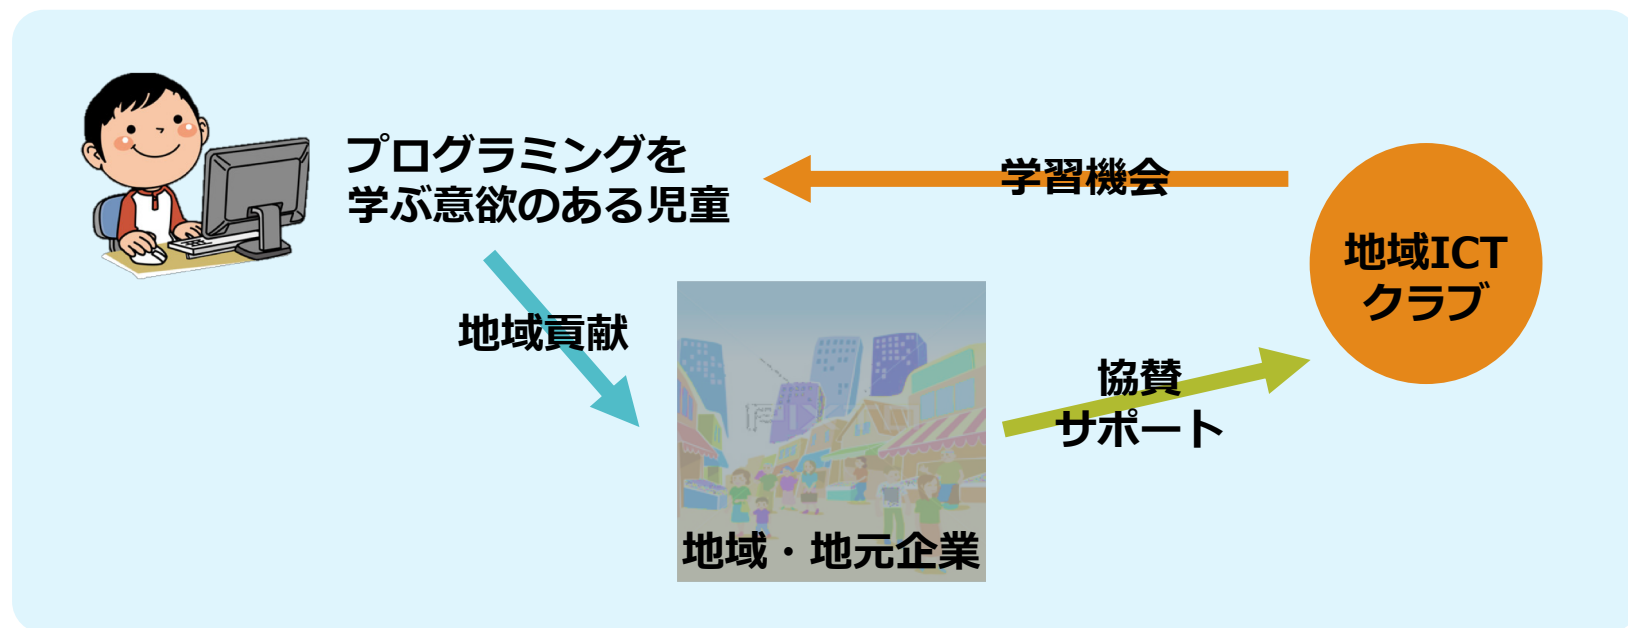 プログラミングを
学ぶ意欲のある児童
学習機会
地域ICT
クラブ
地域貢献
協賛
サポート
地域・地元企業